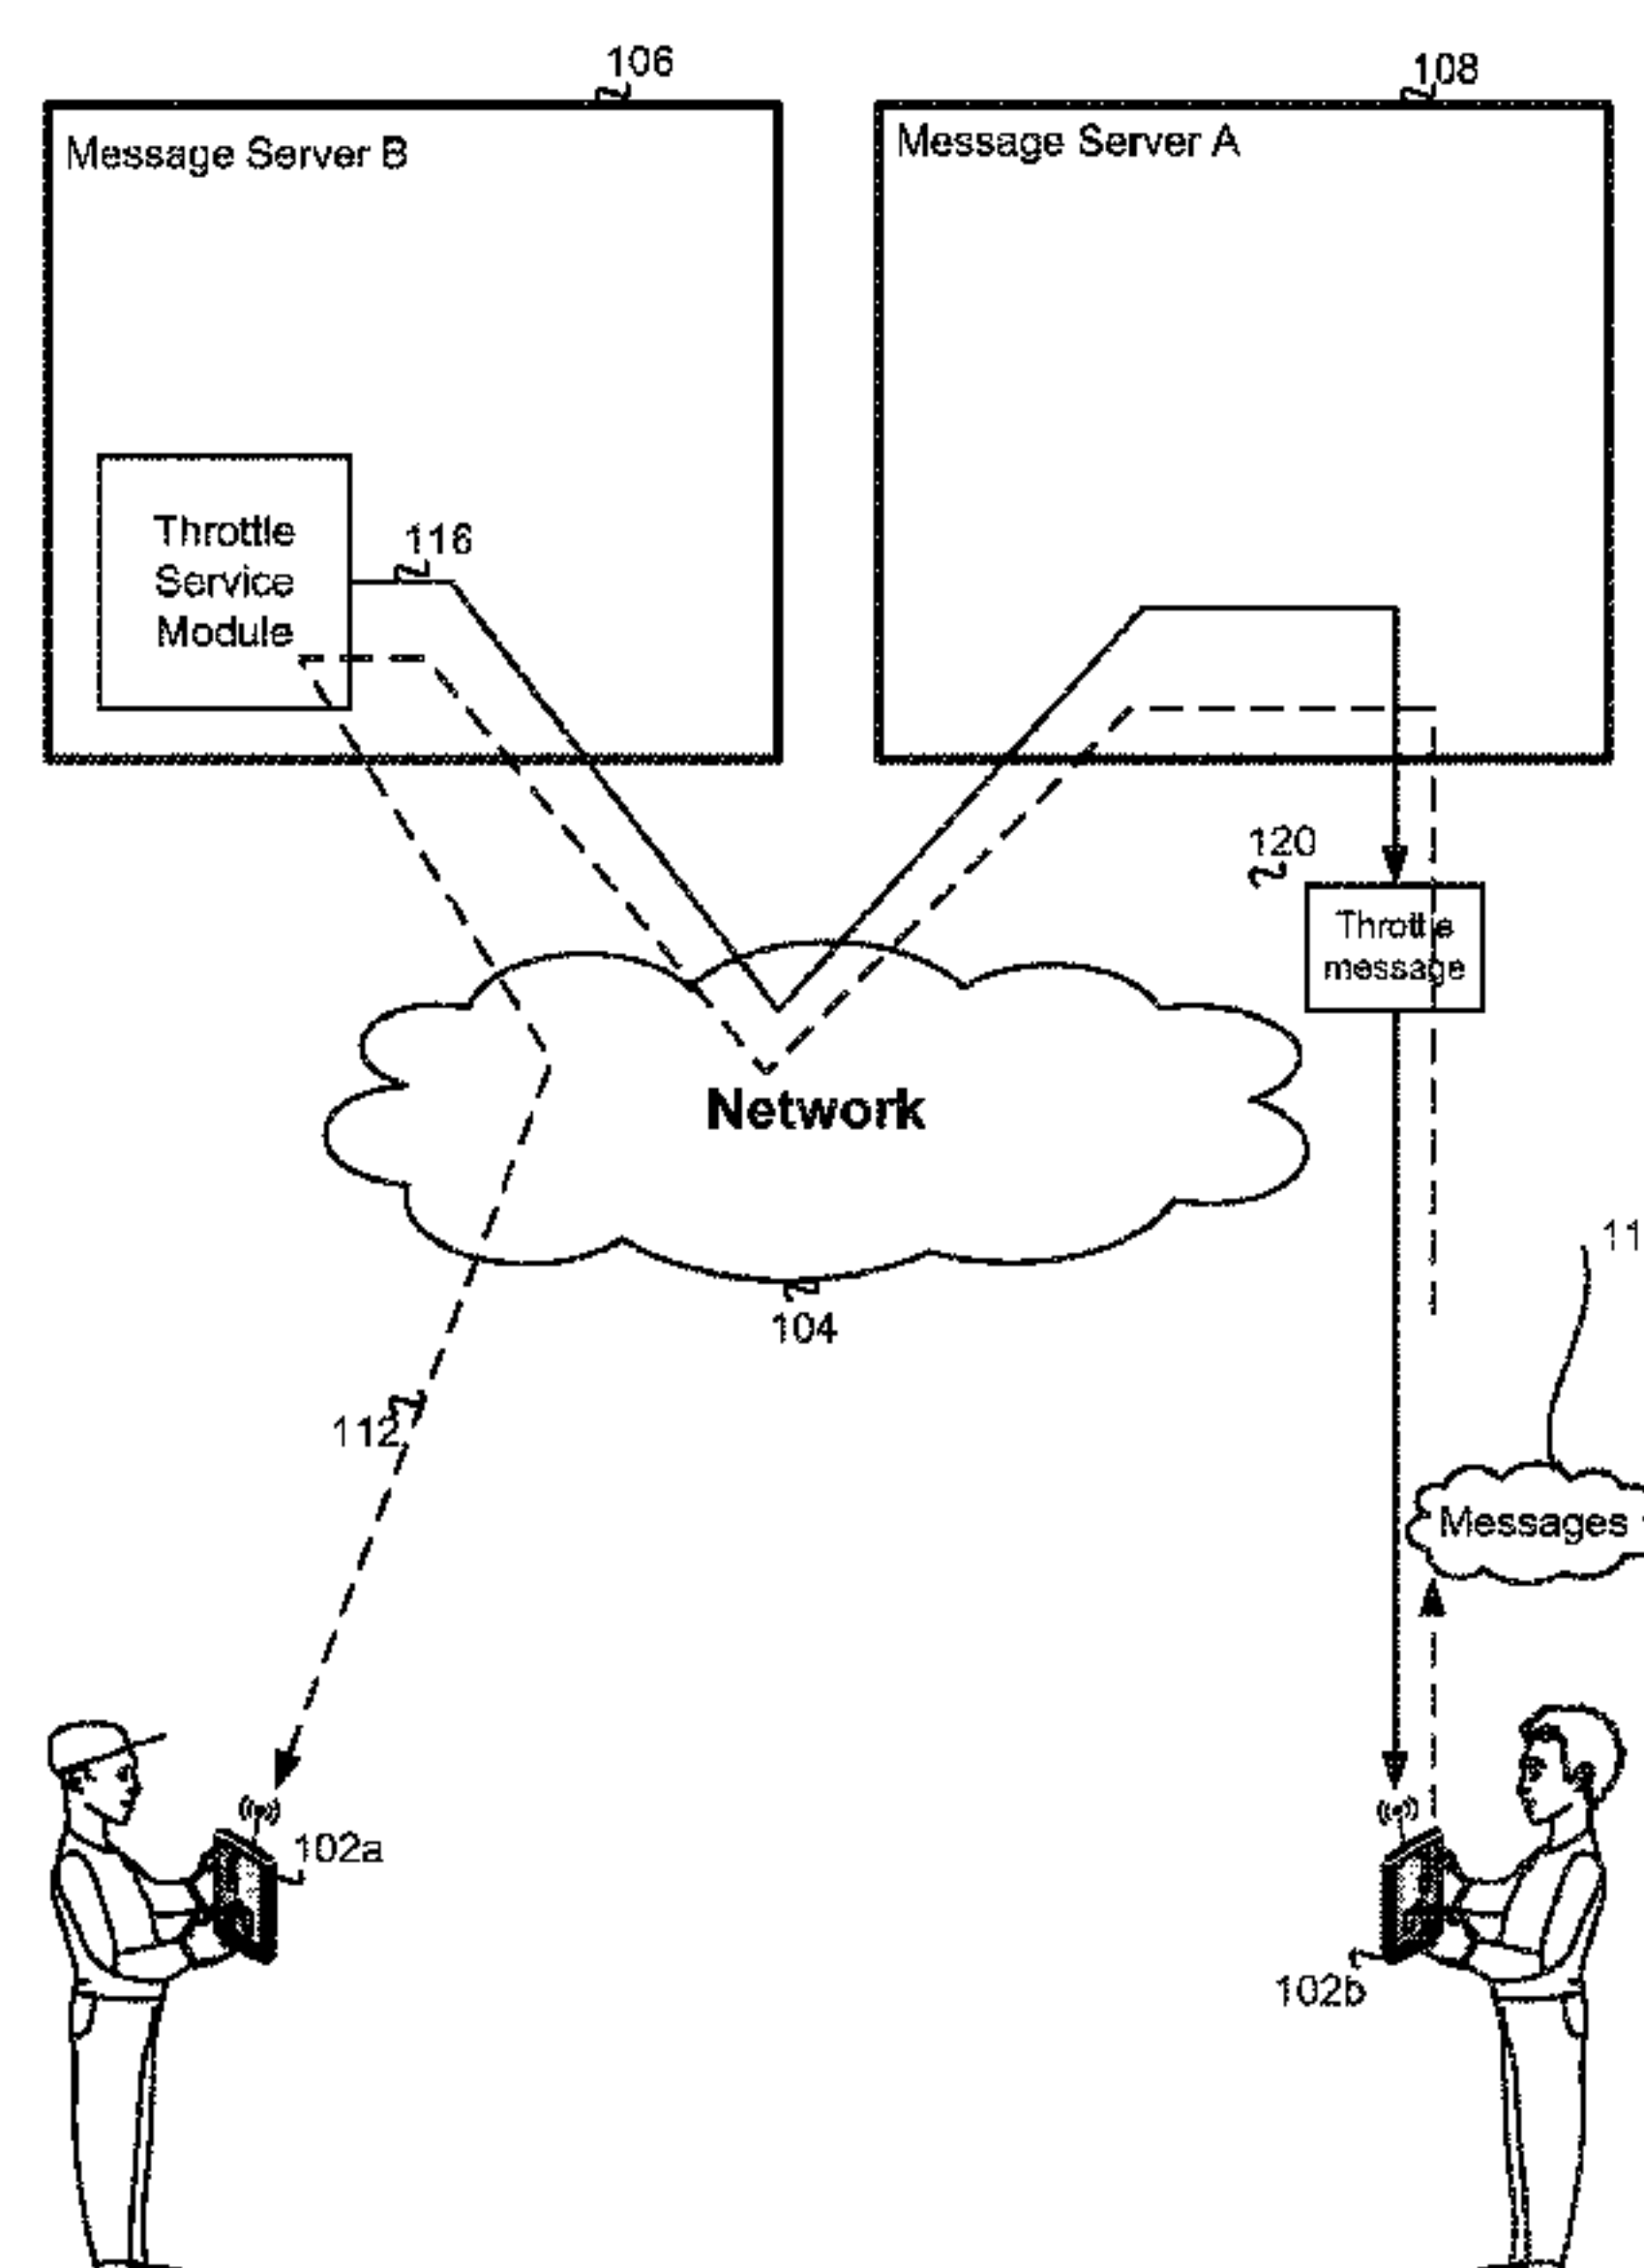 106
108
Message Server B
Message Server A
Throttle
Service
Module
116
120
Throttle
message
Network
104
112
Messages
102a
102b